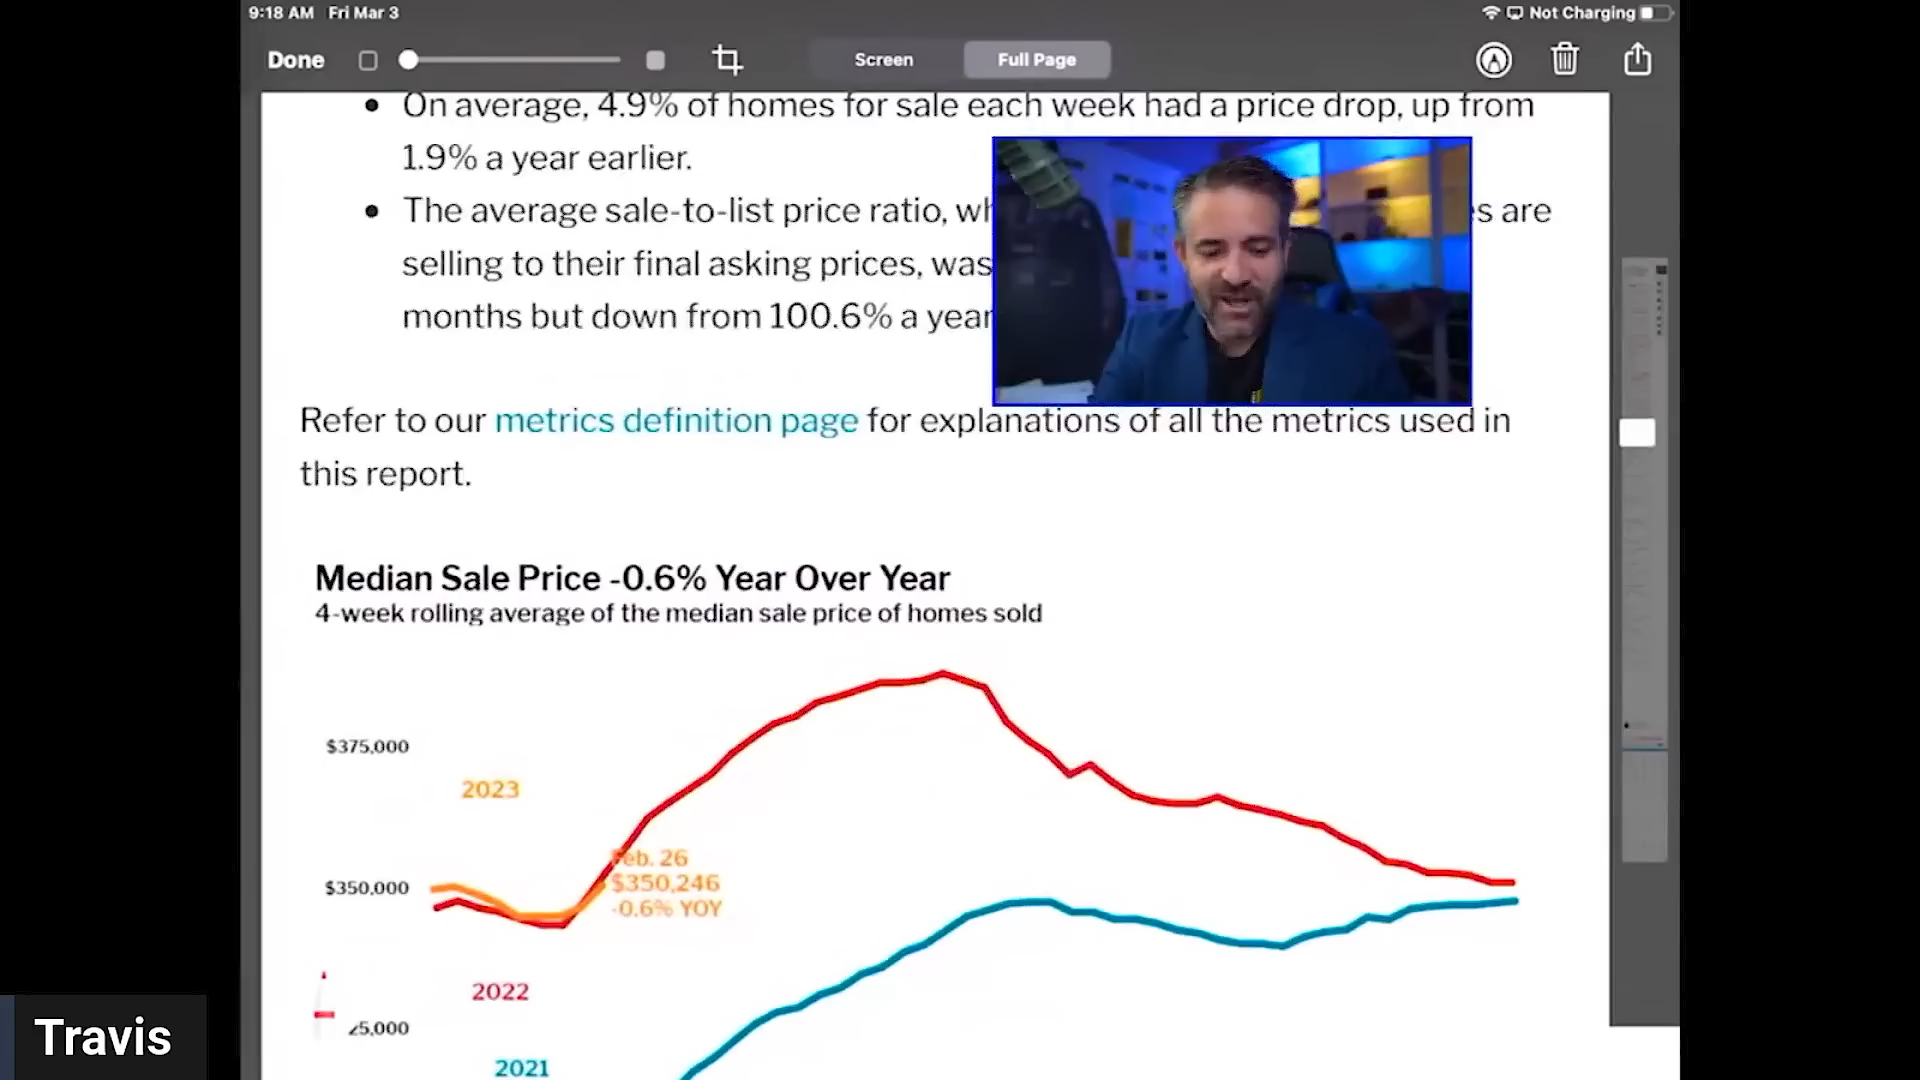 9:18 AM Fri Mar 3
Not Charging
Done
Screen
Full Page
• On average, 4.9% of homes for sale each week had a price drop, up from
1.9% a year earlier.
• The average sale-to-list price ratio, s are
selling to their final asking prices, was
months but down from 100.6% a year
Refer to our metrics definition page for explanations of all the metrics used in
this report.
Median Sale Price -0.6% Year Over Year
4-week rolling average of the median sale price of homes sold
$375,000
2023
Feb. 26
$350,246
-0.6% YOY
$350,000
2022
25,000
2021
Travis